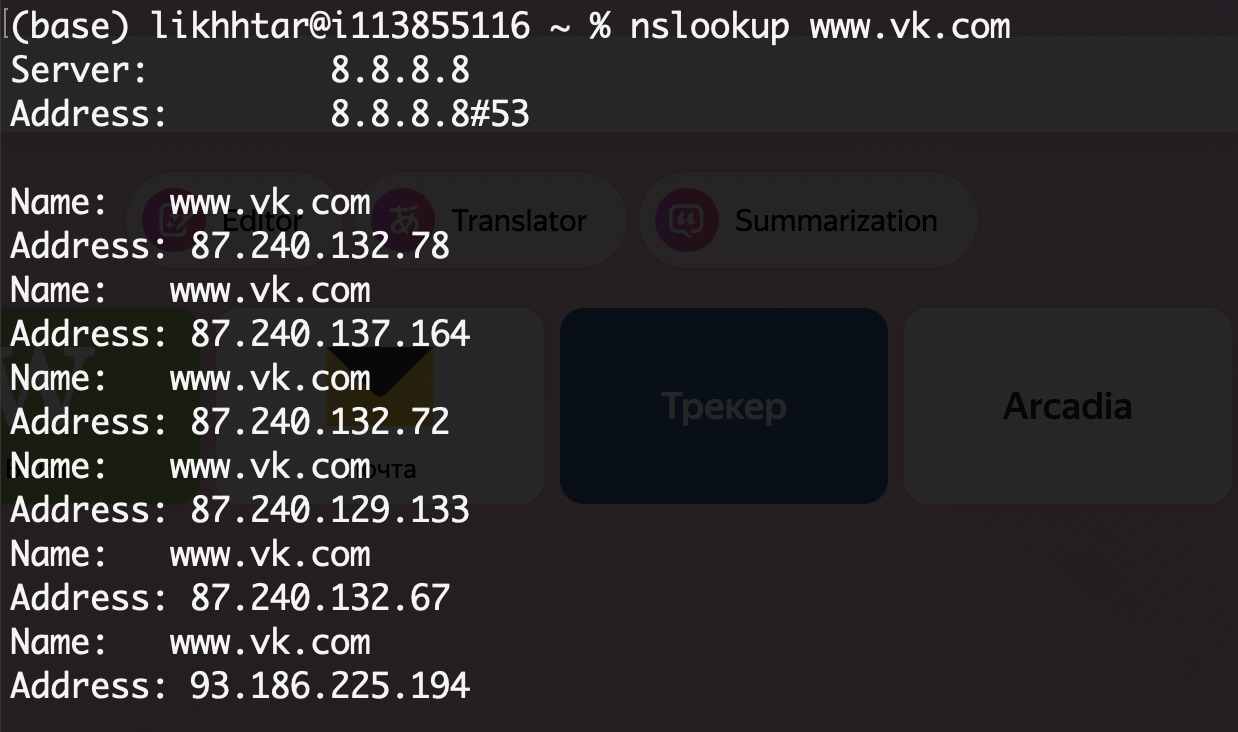 (base) likhhtar@i113855116 ~ % nslookup www.vk.com
Server:		8.8.8.8
Address:	8.8.8.8#53
Name:	www.vk.com
Editor
Translator
Summarization
Address: 87.240.132.78
Name:	www.vk.com
Address: 87.240.137.164
Name:	www.vk.com
Трекер
Arcadia
Address: 87.240.132.72
Name:	www.vk.com
Address: 87.240.129.133
Name:	www.vk.com
Address: 87.240.132.67
Name:	www.vk.com
Address: 93.186.225.194